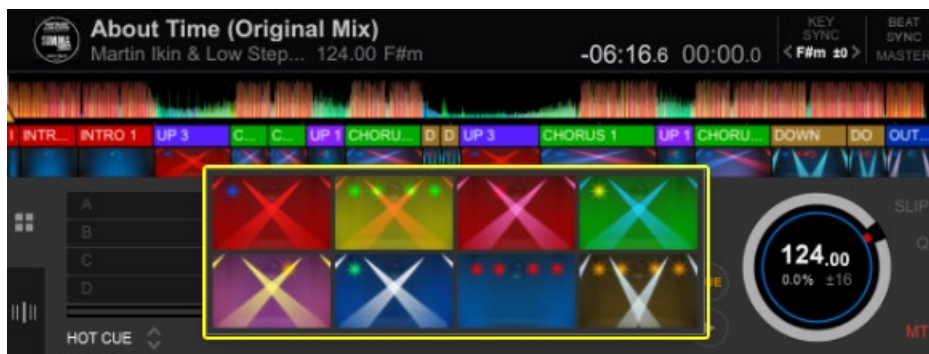 About Time (Original Mix)
Martin Ikin & Low Step... 124.00 F#m
-06:16.6 00:00.0
KEY SYNC
< F#m ±0 >
BEAT SYNC
MASTER
INTR... INTRO 1 UP 3 C... C... UP 1 CHORU... D D UP 3 CHORUS 1 UP 1 CHORU... DOWN DO OUT...
A
B
C
D
HOT CUE
124.00
0.0% ±16
SLIP
Q
MT